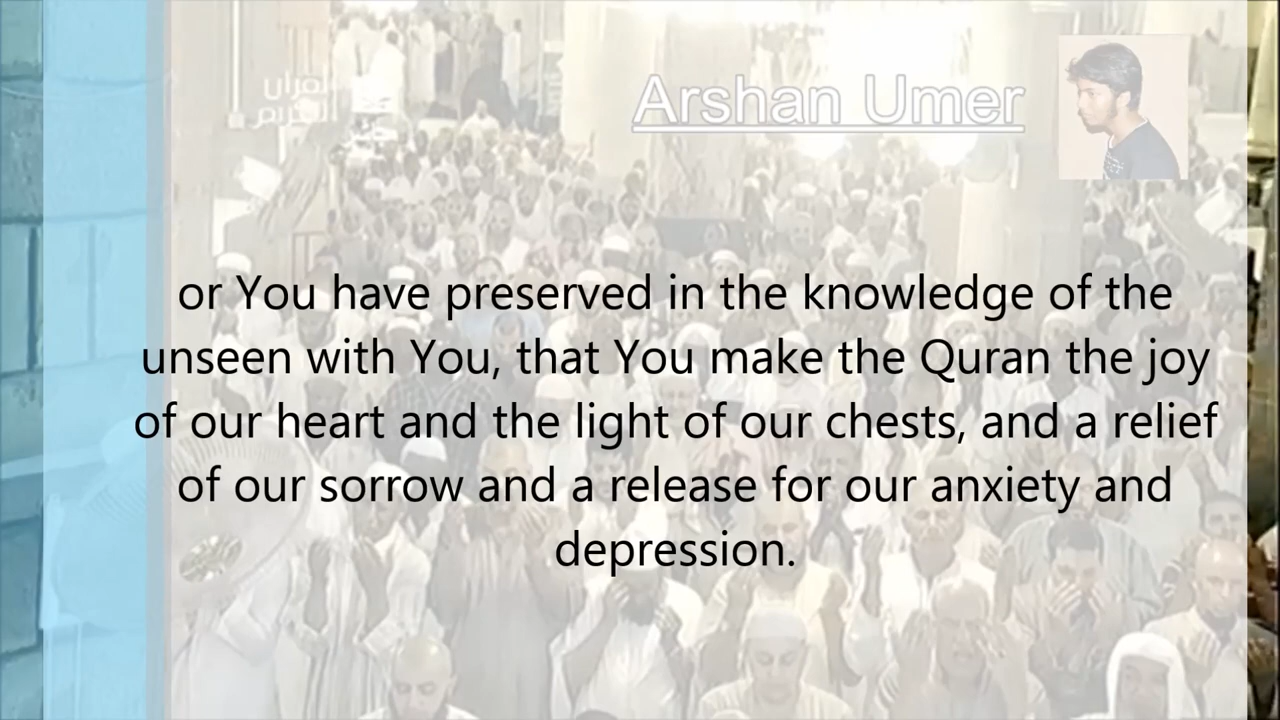 القرآن
الكريم
Arshan Umer
or You have preserved in the knowledge of the
unseen with You, that You make the Quran the joy
of our heart and the light of our chests, and a relief
of our sorrow and a release for our anxiety and
depression.